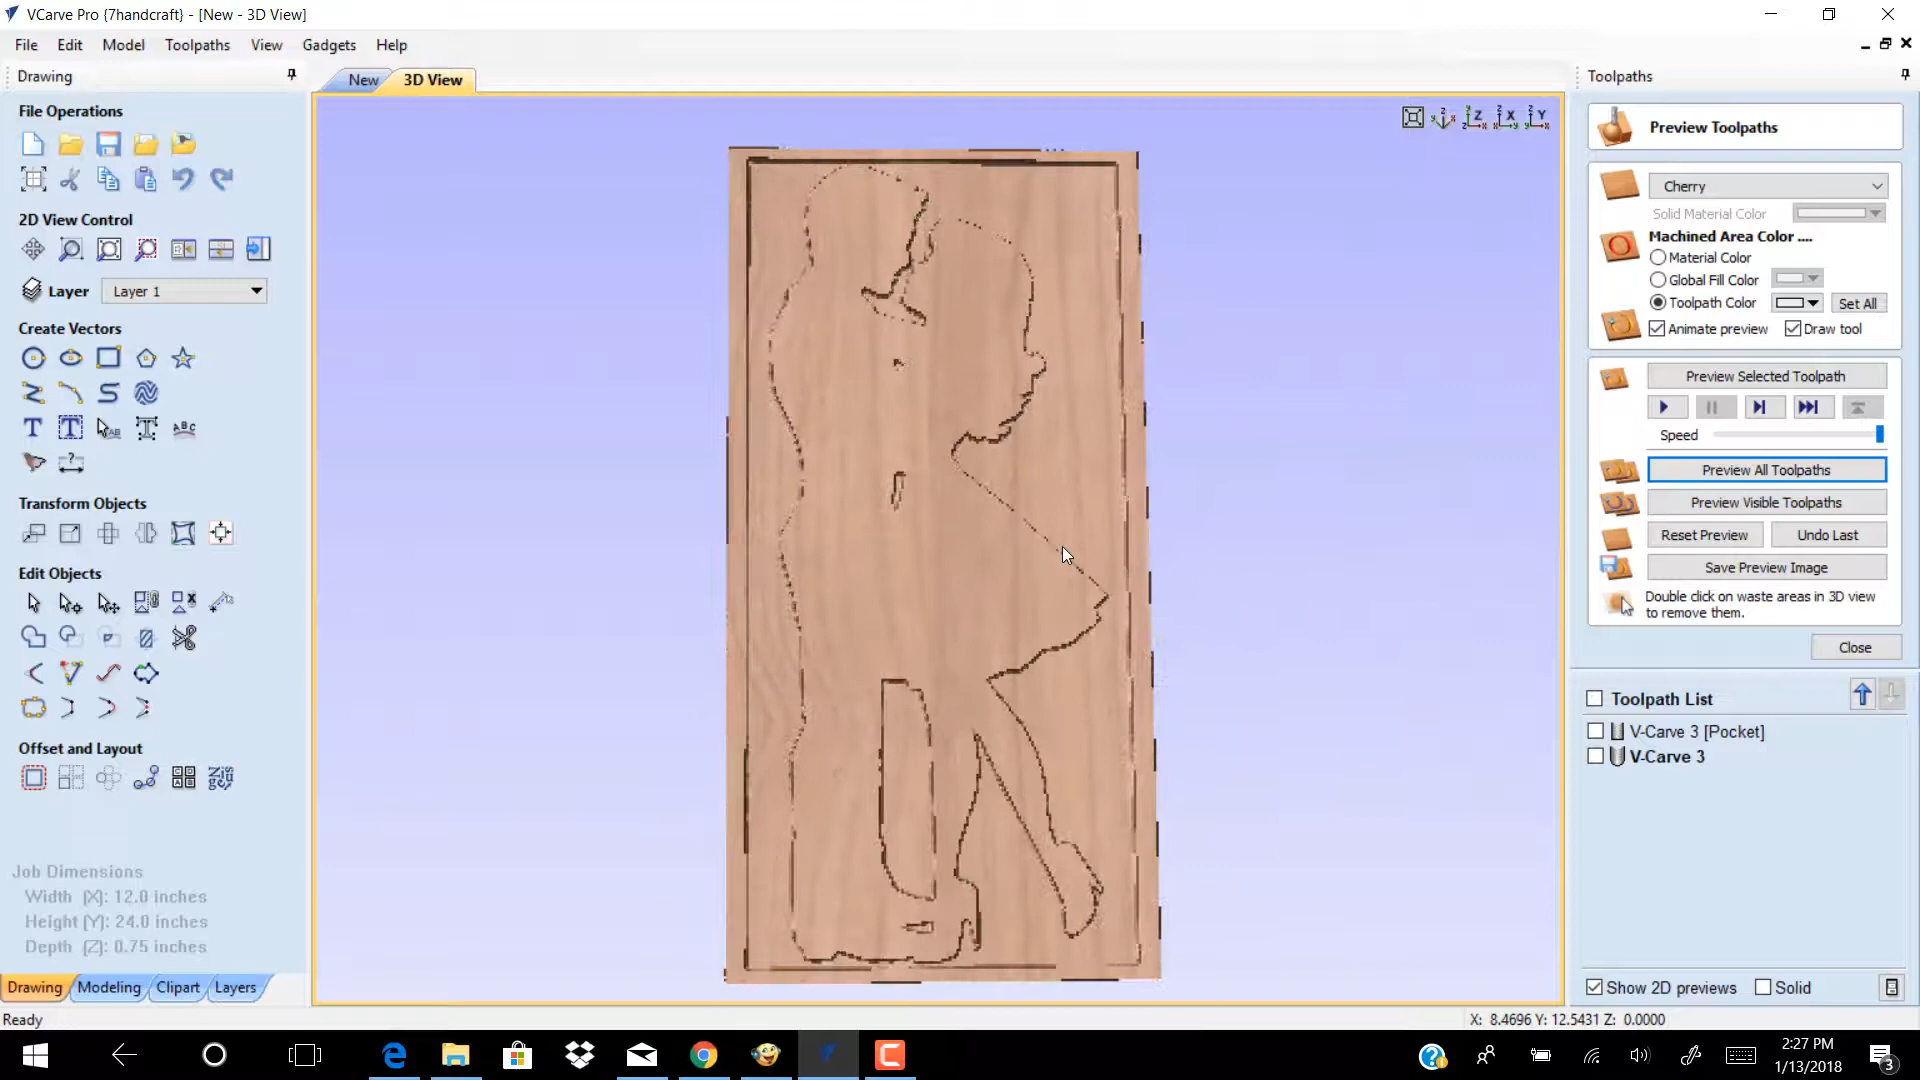 VCarve Pro {7handcraft} - [New - 3D View]
File Edit Model Toolpaths View Gadgets Help
Drawing
New 3D View
Toolpaths
File Operations
2D View Control
Layer Layer 1
Create Vectors
Transform Objects
Edit Objects
Offset and Layout
Job Dimensions
Width (X): 12.0 inches
Height (Y): 24.0 inches
Depth (Z): 0.75 inches
Drawing Modeling Clipart Layers
Ready
Preview Toolpaths
Cherry
Solid Material Color
Machined Area Color ....
Material Color
Global Fill Color
Toolpath Color Set All
Animate preview Draw tool
Preview Selected Toolpath
Speed
Preview All Toolpaths
Preview Visible Toolpaths
Reset Preview Undo Last
Save Preview Image
Double click on waste areas in 3D view
to remove them.
Close
Toolpath List
V-Carve 3 [Pocket]
V-Carve 3
Show 2D previews Solid
X: 8.4696 Y: 12.5431 Z: 0.0000
2:27 PM
1/13/2018
3